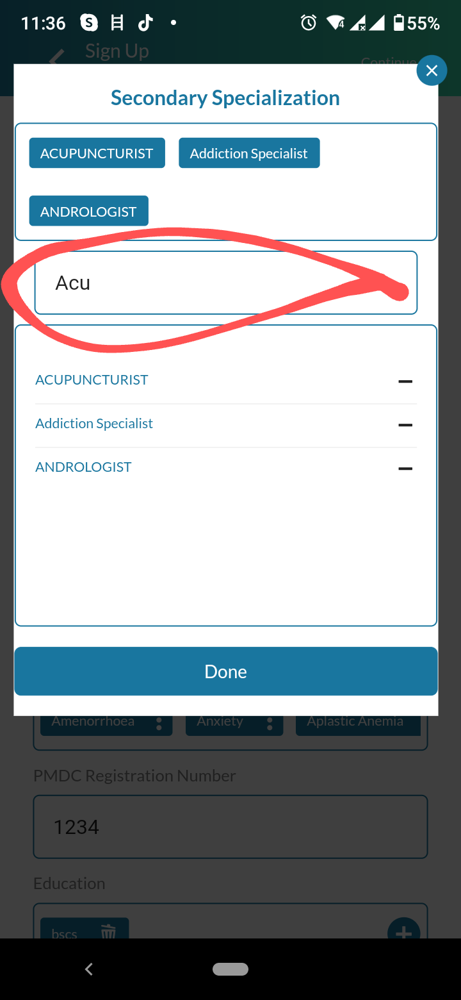 11:36 55%
Sign Up
Continue
Secondary Specialization
ACUPUNCTURIST Addiction Specialist
ANDROLOGIST
Acu
ACUPUNCTURIST
Addiction Specialist
ANDROLOGIST
Done
Amenorrhoea Anxiety Aplastic Anemia
PMDC Registration Number
1234
Education
bscs